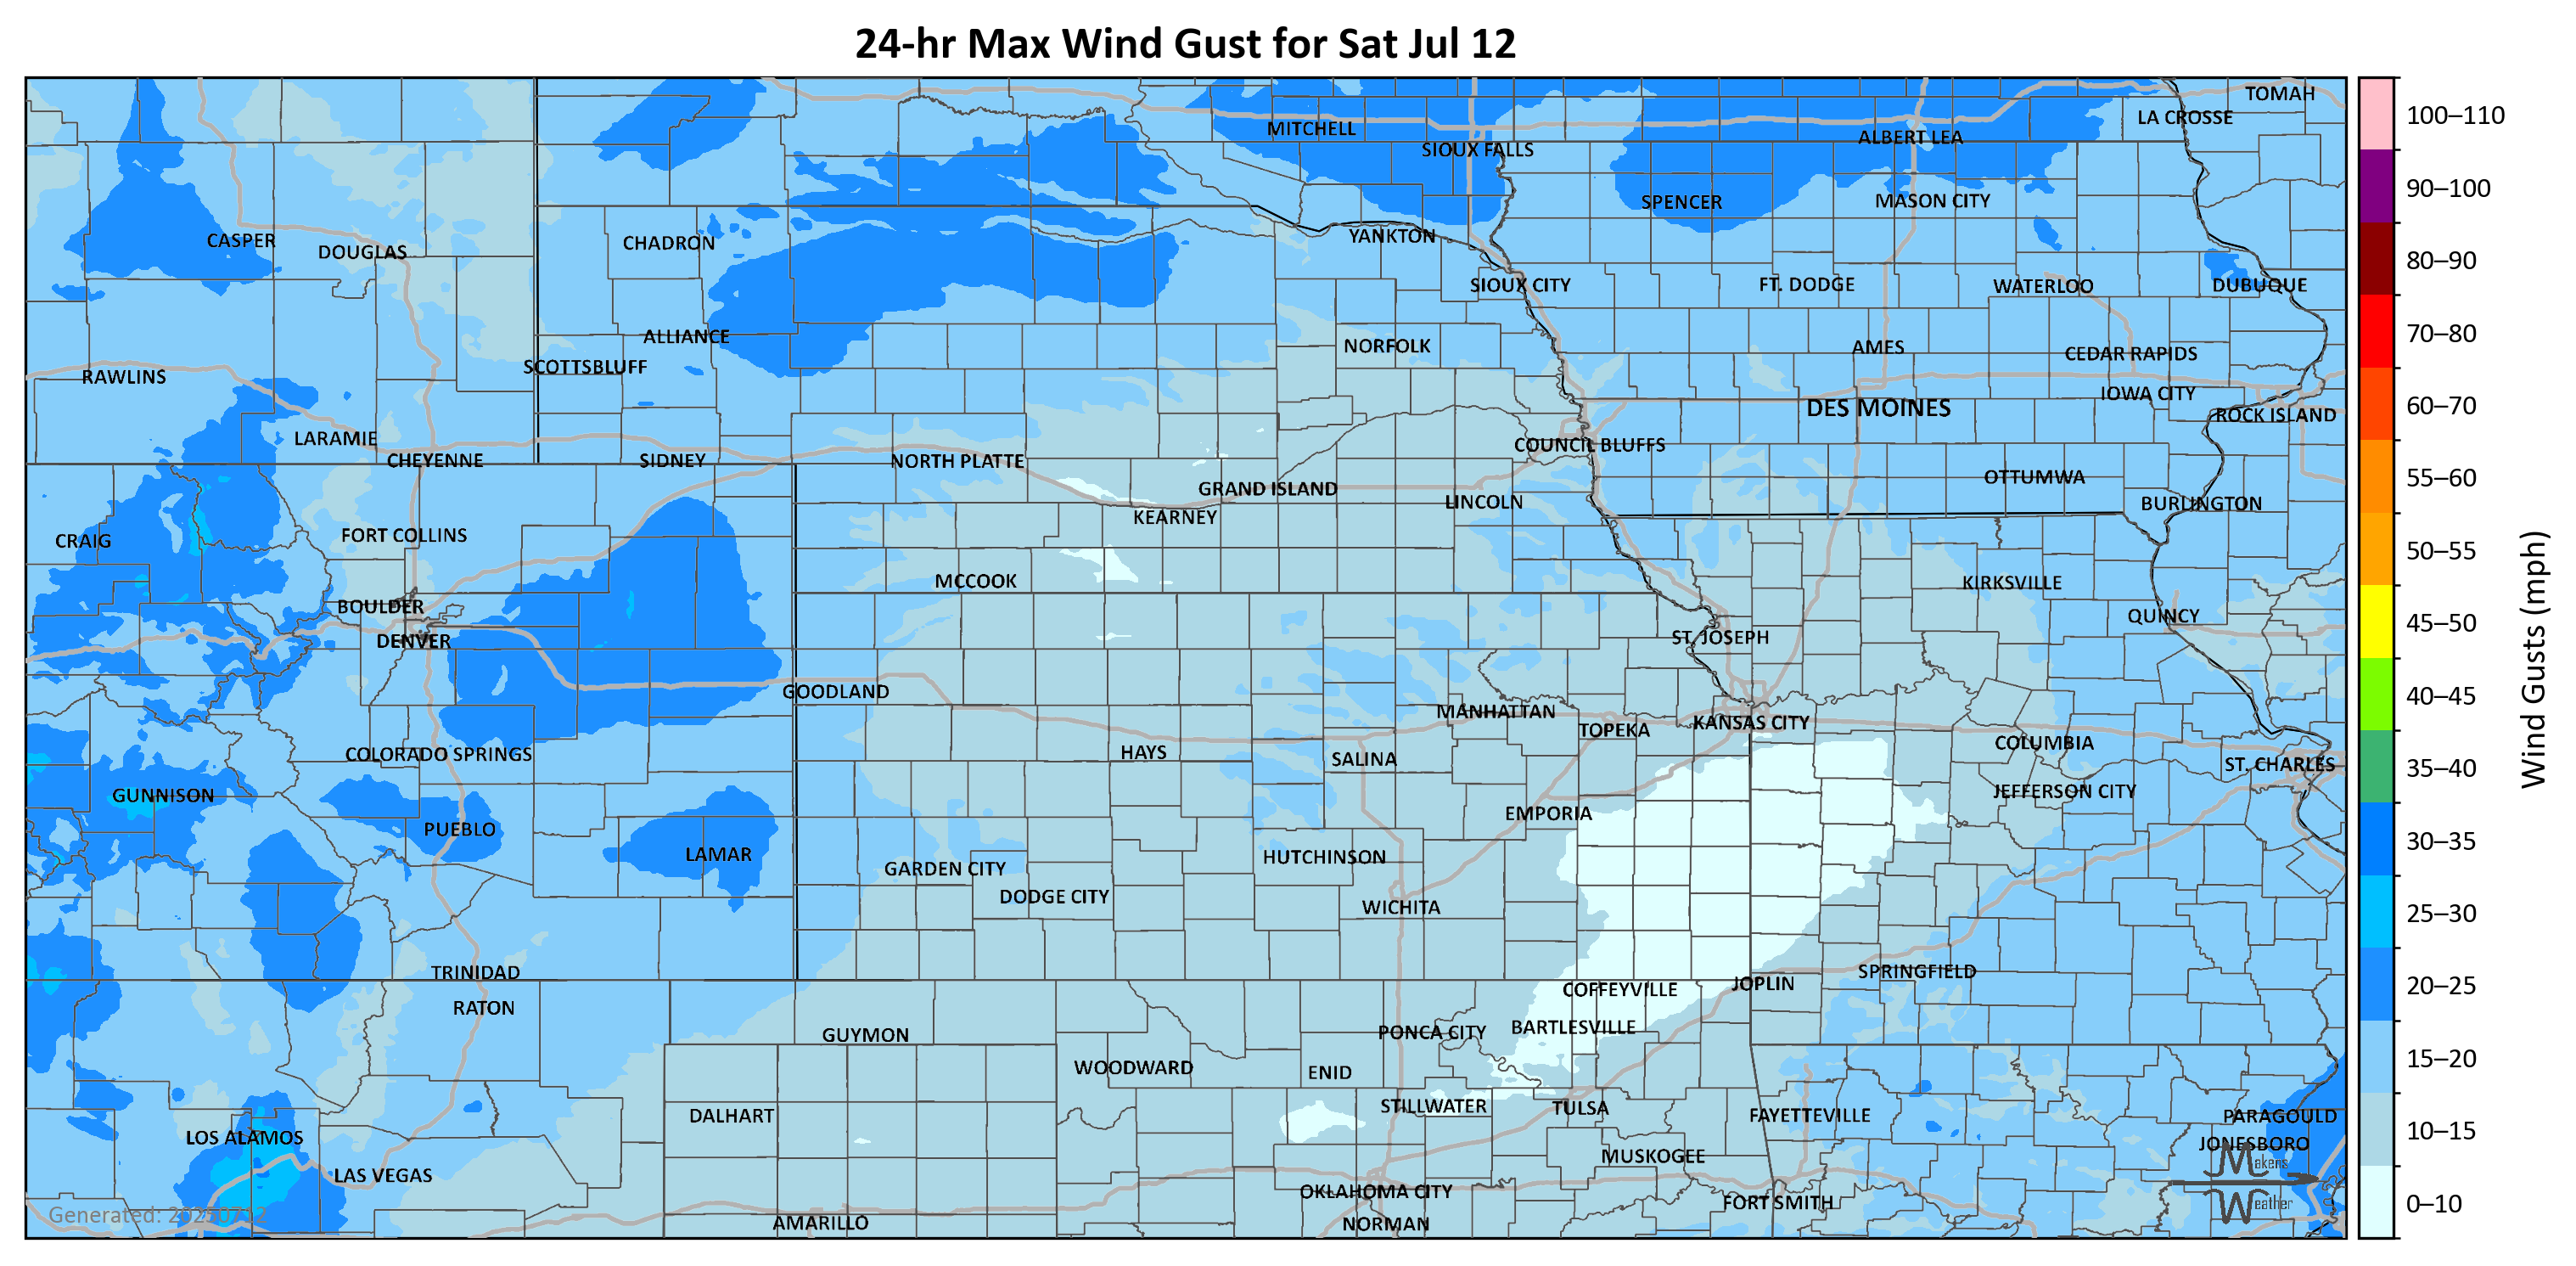 24-hr Max Wind Gust for Sat Jul 12
TOMAH
LA CROSSE
MITCHELL
ALBERT LEA
SIOUX FALLS
SPENCER
MASON CITY
CASPER
DOUGLAS
CHADRON
YANKTON
SIOUX CITY
FT. DODGE
WATERLOO
DUBUQUE
ALLIANCE
NORFOLK
AMES
CEDAR RAPIDS
SCOTTSBLUFF
RAWLINS
IOWA CITY
DES MOINES
ROCK ISLAND
LARAMIE
COUNCIL BLUFFS
CHEYENNE
SIDNEY
NORTH PLATTE
OTTUMWA
GRAND ISLAND
LINCOLN
BURLINGTON
KEARNEY
CRAIG
FORT COLLINS
MCCOOK
KIRKSVILLE
BOULDER
QUINCY
DENVER
ST. JOSEPH
GOODLAND
MANHATTAN
TOPEKA
KANSAS CITY
COLUMBIA
COLORADO SPRINGS
HAYS
SALINA
ST. CHARLES
GUNNISON
JEFFERSON CITY
EMPORIA
PUEBLO
LAMAR
HUTCHINSON
GARDEN CITY
DODGE CITY
WICHITA
TRINIDAD
SPRINGFIELD
JOPLIN
COFFEYVILLE
RATON
GUYMON
PONCA CITY
BARTLESVILLE
WOODWARD
ENID
STILLWATER
TULSA
DALHART
FAYETTEVILLE
PARAGOULD
LOS ALAMOS
JONESBORO
MUSKOGEE
LAS VEGAS
OKLAHOMA CITY
FORT SMITH
AMARILLO
NORMAN
Generated: 20250712
Makens
Weather
100–110
90–100
80–90
70–80
60–70
55–60
50–55
45–50
40–45
35–40
30–35
25–30
20–25
15–20
10–15
0–10
Wind Gusts (mph)